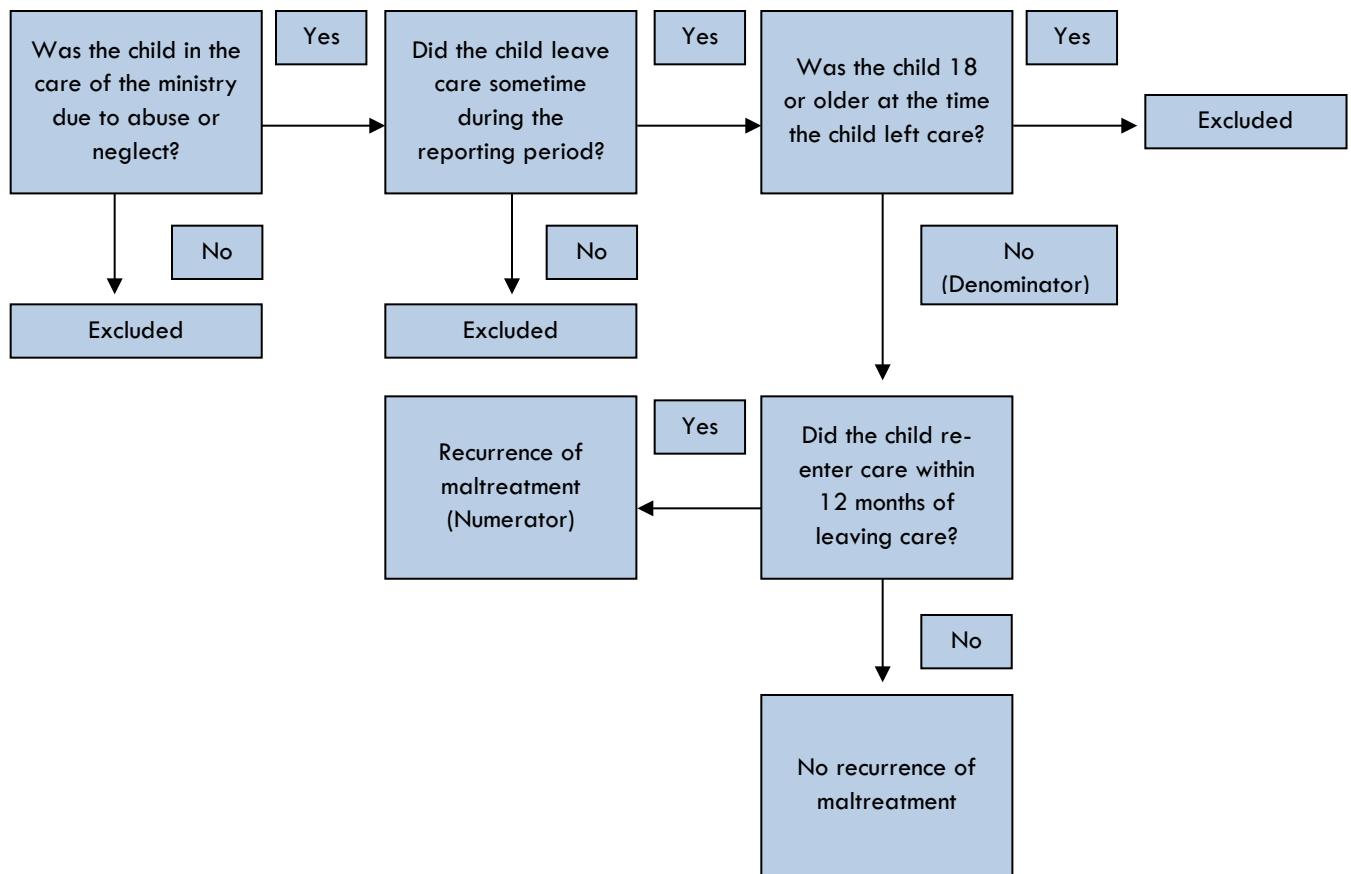 Was the child in the
care of the ministry
due to abuse or
neglect?
Yes
Did the child leave
care sometime
during the
reporting period?
Yes
Was the child 18
or older at the time
the child left care?
Yes
Excluded
No
Excluded
No
Excluded
No
(Denominator)
Recurrence of
maltreatment
(Numerator)
Yes
Did the child re-
enter care within
12 months of
leaving care?
No
No recurrence of
maltreatment